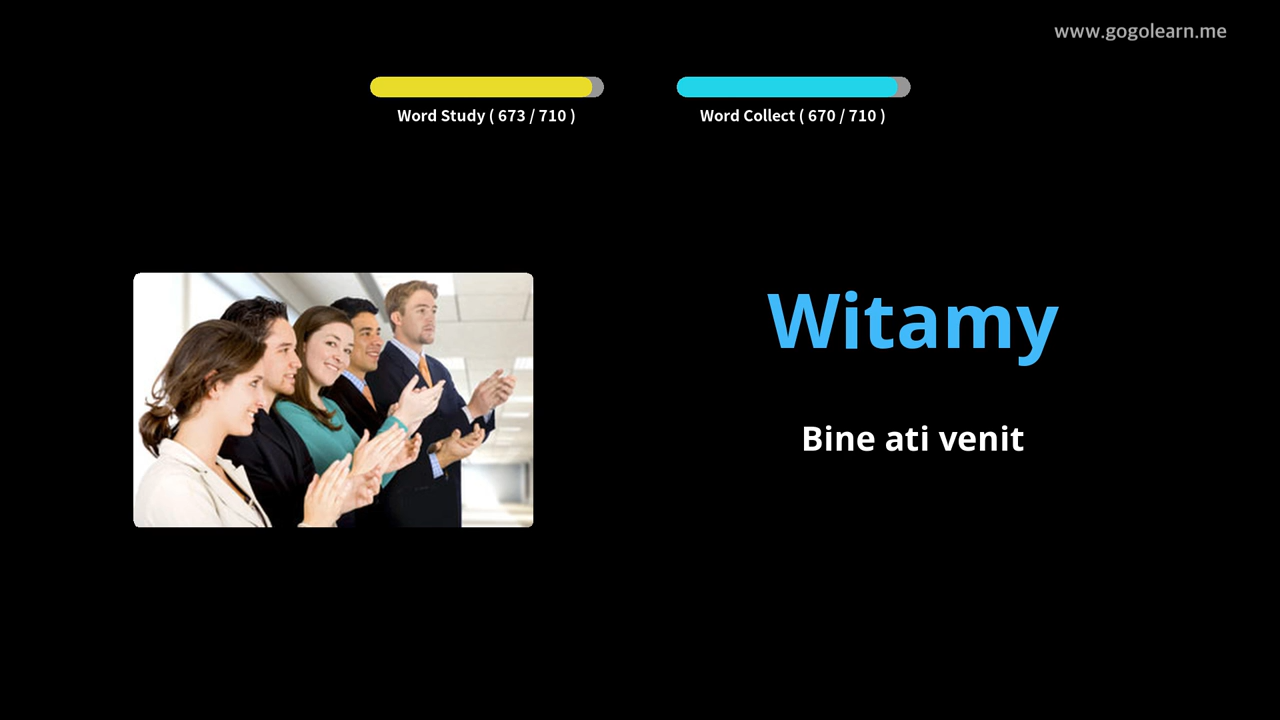 www.gogolearn.me
Word Study ( 673 / 710 )
Word Collect ( 670 / 710 )
Witamy
Bine ati venit